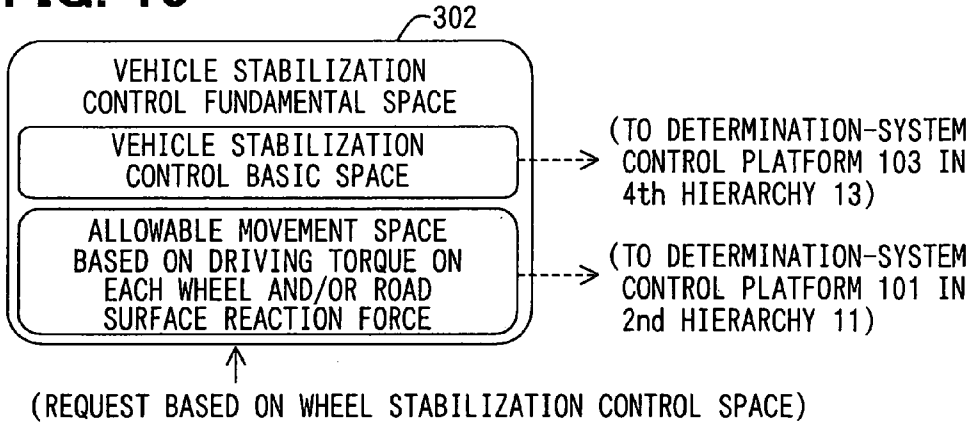 302
VEHICLE STABILIZATION
CONTROL FUNDAMENTAL SPACE
VEHICLE STABILIZATION
CONTROL BASIC SPACE
(TO DETERMINATION-SYSTEM
CONTROL PLATFORM 103 IN
4th HIERARCHY 13)
ALLOWABLE MOVEMENT SPACE
BASED ON DRIVING TORQUE ON
EACH WHEEL AND/OR ROAD
SURFACE REACTION FORCE
(TO DETERMINATION-SYSTEM
CONTROL PLATFORM 101 IN
2nd HIERARCHY 11)
(REQUEST BASED ON WHEEL STABILIZATION CONTROL SPACE)